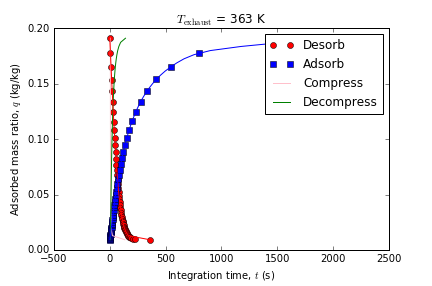 T_exhaust = 363 K
Adsorbed mass ratio, q (kg/kg)
0.20
0.15
0.10
0.05
0.00
Desorb
Adsorb
Compress
Decompress
−500 0 500 1000 1500 2000 2500
Integration time, t (s)